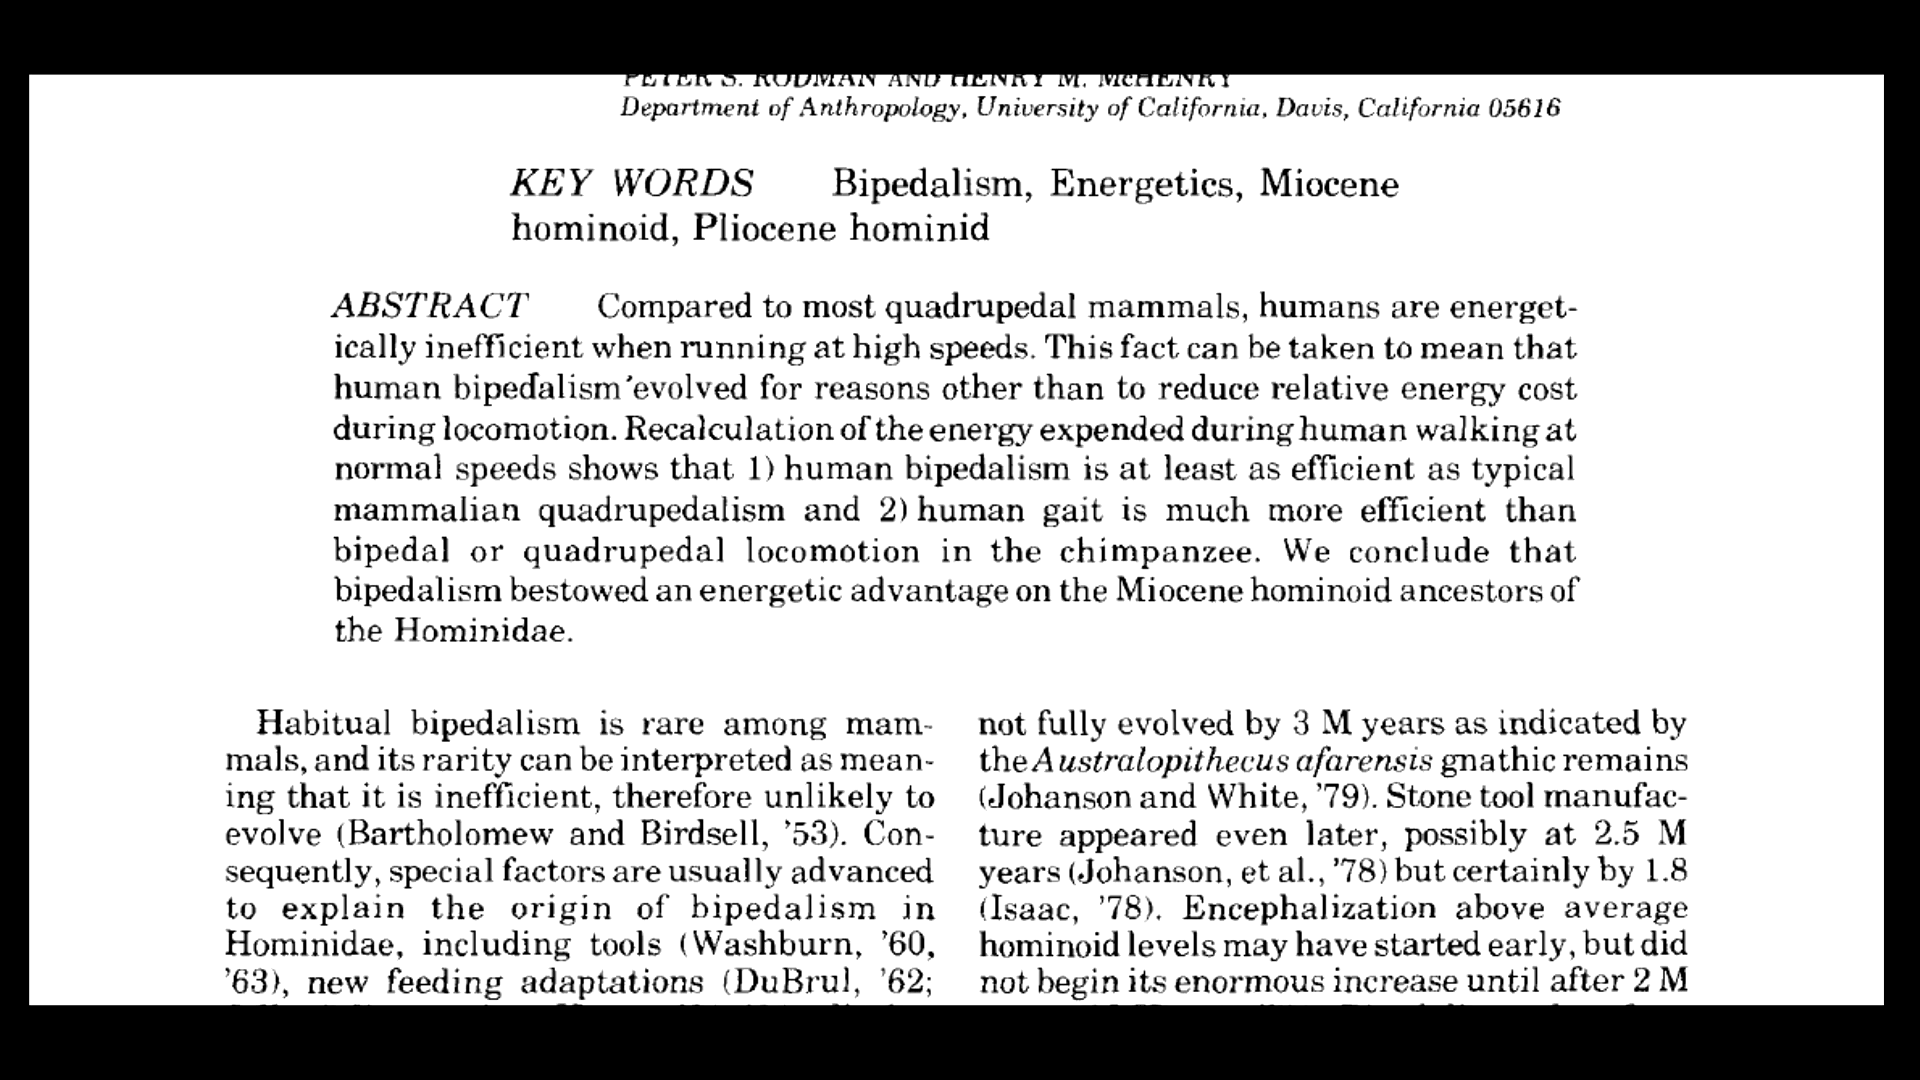 PETER S. RODMAN AND HENRY M. McHENRY
Department of Anthropology, University of California, Davis, California 05616
KEY WORDS Bipedalism, Energetics, Miocene
hominoid, Pliocene hominid
ABSTRACT Compared to most quadrupedal mammals, humans are energet-
ically inefficient when running at high speeds. This fact can be taken to mean that
human bipedalism evolved for reasons other than to reduce relative energy cost
during locomotion. Recalculation of the energy expended during human walking at
normal speeds shows that 1) human bipedalism is at least as efficient as typical
mammalian quadrupedalism and 2) human gait is much more efficient than
bipedal or quadrupedal locomotion in the chimpanzee. We conclude that
bipedalism bestowed an energetic advantage on the Miocene hominoid ancestors of
the Hominidae.
Habitual bipedalism is rare among mam-
mals, and its rarity can be interpreted as mean-
ing that it is inefficient, therefore unlikely to
evolve (Bartholomew and Birdsell, '53). Con-
sequently, special factors are usually advanced
to explain the origin of bipedalism in
Hominidae, including tools (Washburn, '60,
'63), new feeding adaptations (DuBrul, '62;
not fully evolved by 3 M years as indicated by
the Australopithecus afarensis gnathic remains
(Johanson and White, '79). Stone tool manufac-
ture appeared even later, possibly at 2.5 M
years (Johanson, et al., '78) but certainly by 1.8
(Isaac, '78). Encephalization above average
hominoid levels may have started early, but did
not begin its enormous increase until after 2 M